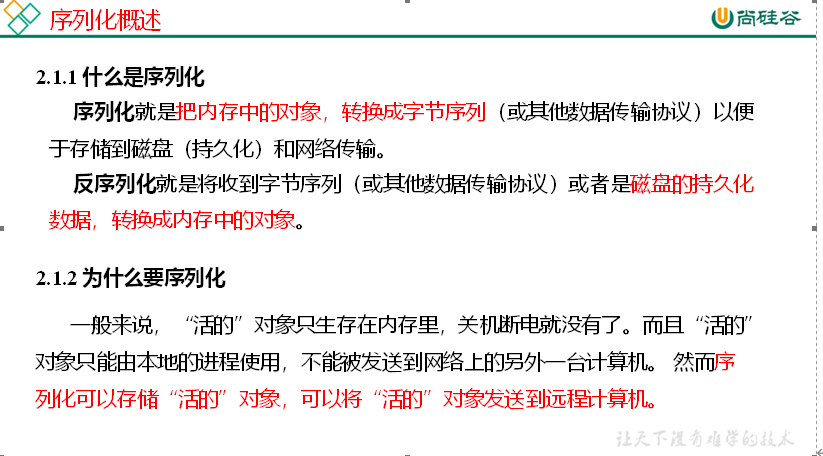 序列化概述
尚硅谷
2.1.1 什么是序列化
序列化就是把内存中的对象，转换成字节序列（或其他数据传输协议）以便
于存储到磁盘（持久化）和网络传输。
反序列化就是将收到字节序列（或其他数据传输协议）或者是磁盘的持久化
数据，转换成内存中的对象。
2.1.2 为什么要序列化
一般来说，“活的”对象只生存在内存里，关机断电就没有了。而且“活的”
对象只能由本地的进程使用，不能被发送到网络上的另外一台计算机。 然而序
列化可以存储“活的”对象，可以将“活的”对象发送到远程计算机。
让天下没有难学的技术